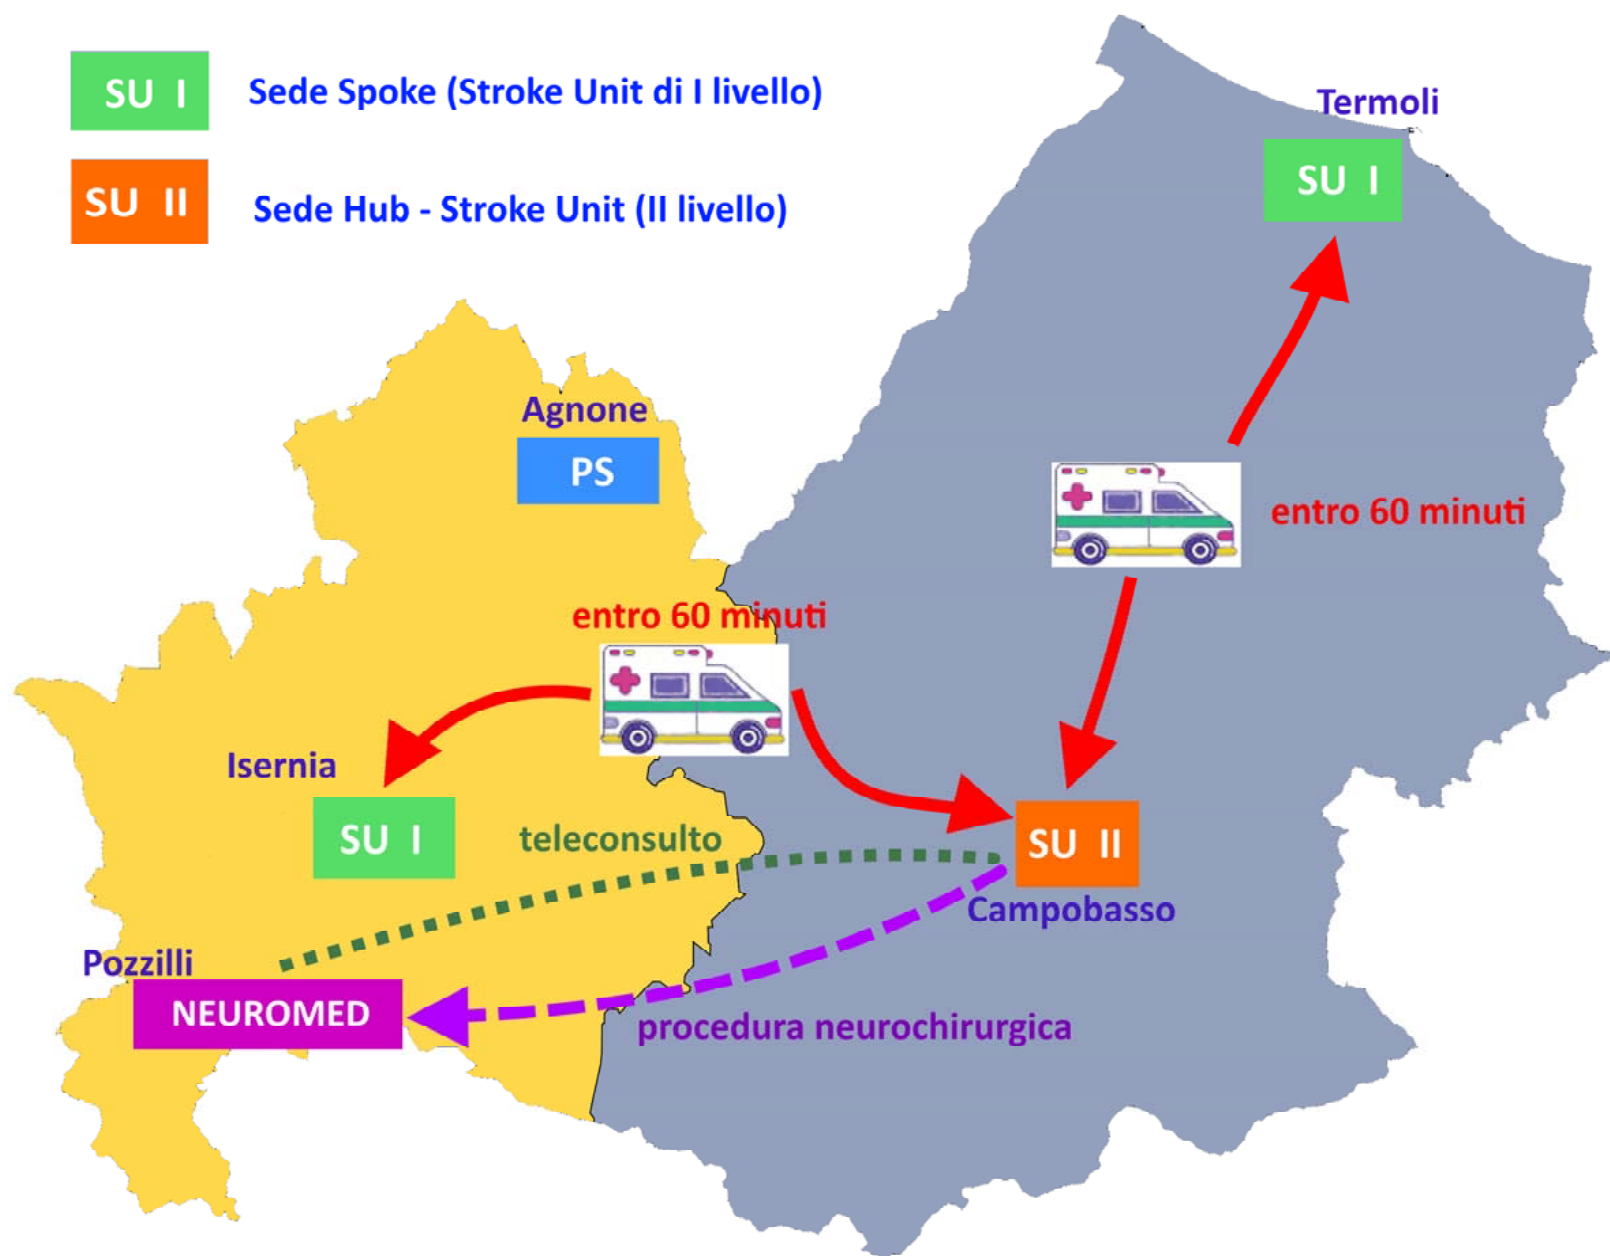 SU I
Sede Spoke (Stroke Unit di I livello)
SU II
Sede Hub - Stroke Unit (II livello)
Termoli
SU I
Agnone
PS
entro 60 minuti
entro 60 minuti
Isernia
SU I
teleconsulto
SU II
Campobasso
Pozzilli
NEUROMED
procedura neurochirurgica